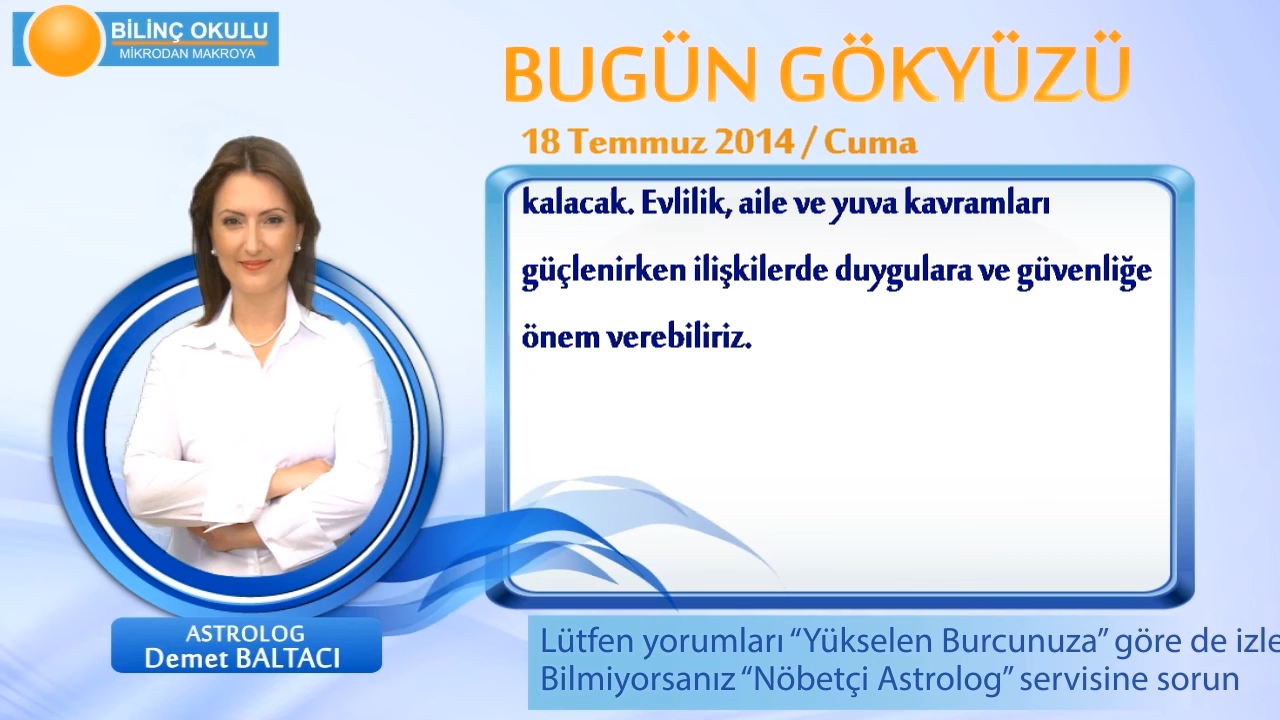 BİLİNÇ OKULU
MİKRODAN MAKROYA
BUGÜN GÖKYÜZÜ
18 Temmuz 2014 / Cuma
kalacak. Evlilik, aile ve yuva kavramları
güçlenirken ilişkilerde duygulara ve güvenliğe
önem verebiliriz.
ASTROLOG
Demet BALTACI
Lütfen yorumları “Yükselen Burcunuza” göre de izle
Bilmiyorsanız “Nöbetçi Astrolog” servisine sorun